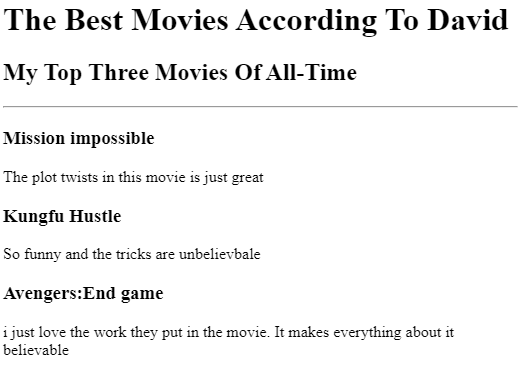 The Best Movies According To David
My Top Three Movies Of All-Time
Mission impossible
The plot twists in this movie is just great
Kungfu Hustle
So funny and the tricks are unbelievbale
Avengers:End game
i just love the work they put in the movie. It makes everything about it
believable